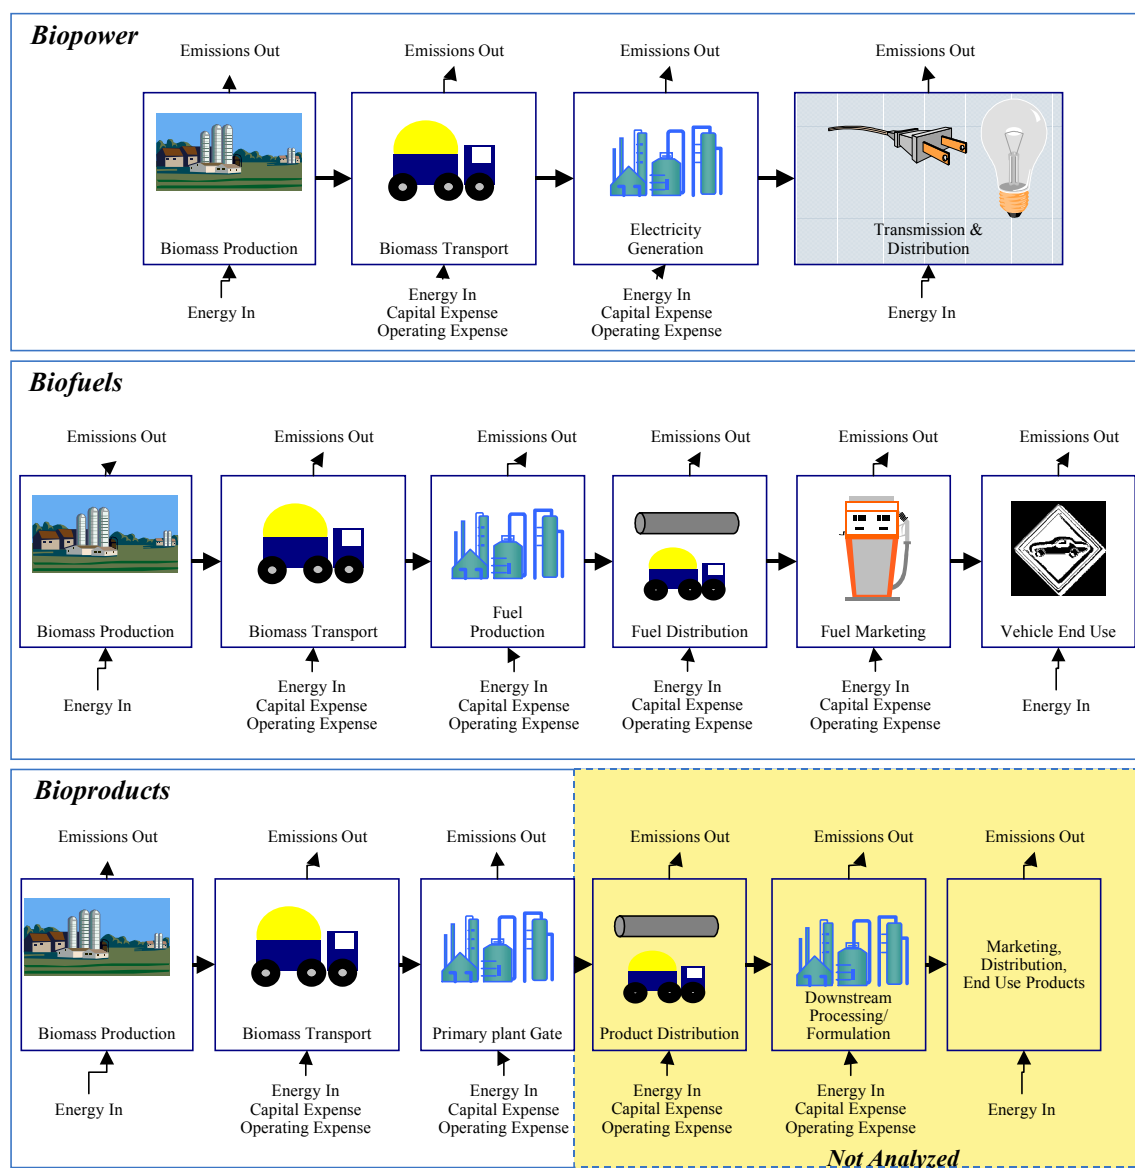 Biopower
Emissions Out
Emissions Out
Emissions Out
Emissions Out
Biomass Production
Biomass Transport
Electricity
Generation
Transmission &
Distribution
Energy In
Energy In
Capital Expense
Operating Expense
Energy In
Capital Expense
Operating Expense
Energy In
Biofuels
Emissions Out
Emissions Out
Emissions Out
Emissions Out
Emissions Out
Emissions Out
Biomass Production
Biomass Transport
Fuel
Production
Fuel Distribution
Fuel Marketing
Vehicle End Use
Energy In
Energy In
Capital Expense
Operating Expense
Energy In
Capital Expense
Operating Expense
Energy In
Capital Expense
Operating Expense
Energy In
Capital Expense
Operating Expense
Energy In
Bioproducts
Emissions Out
Emissions Out
Emissions Out
Emissions Out
Emissions Out
Emissions Out
Biomass Production
Biomass Transport
Primary plant Gate
Product Distribution
Downstream
Processing/
Formulation
Marketing,
Distribution,
End Use Products
Energy In
Energy In
Capital Expense
Operating Expense
Energy In
Capital Expense
Operating Expense
Energy In
Capital Expense
Operating Expense
Energy In
Capital Expense
Operating Expense
Energy In
Not Analyzed